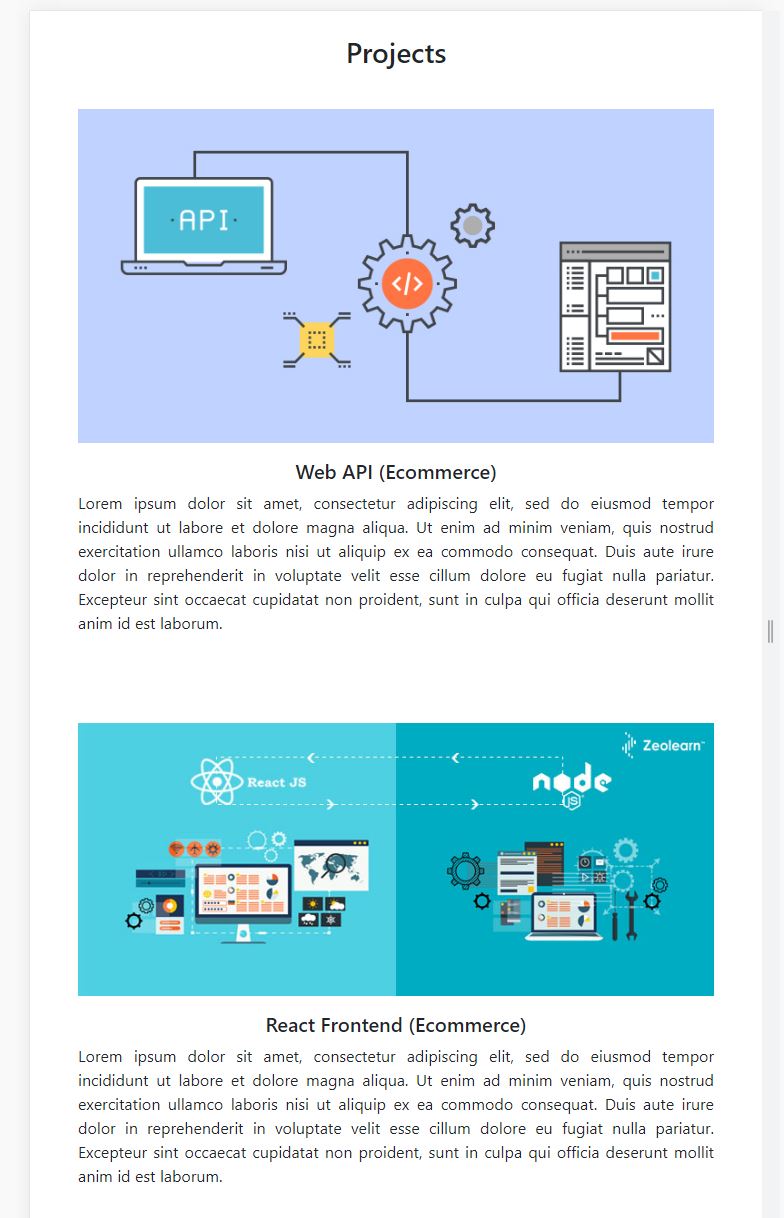 Projects
API
</>
Web API (Ecommerce)
Lorem ipsum dolor sit amet, consectetur adipiscing elit, sed do eiusmod tempor
incididunt ut labore et dolore magna aliqua. Ut enim ad minim veniam, quis nostrud
exercitation ullamco laboris nisi ut aliquip ex ea commodo consequat. Duis aute irure
dolor in reprehenderit in voluptate velit esse cillum dolore eu fugiat nulla pariatur.
Excepteur sint occaecat cupidatat non proident, sunt in culpa qui officia deserunt mollit
anim id est laborum.
Zeolearn™
React JS
node
JS
React Frontend (Ecommerce)
Lorem ipsum dolor sit amet, consectetur adipiscing elit, sed do eiusmod tempor
incididunt ut labore et dolore magna aliqua. Ut enim ad minim veniam, quis nostrud
exercitation ullamco laboris nisi ut aliquip ex ea commodo consequat. Duis aute irure
dolor in reprehenderit in voluptate velit esse cillum dolore eu fugiat nulla pariatur.
Excepteur sint occaecat cupidatat non proident, sunt in culpa qui officia deserunt mollit
anim id est laborum.